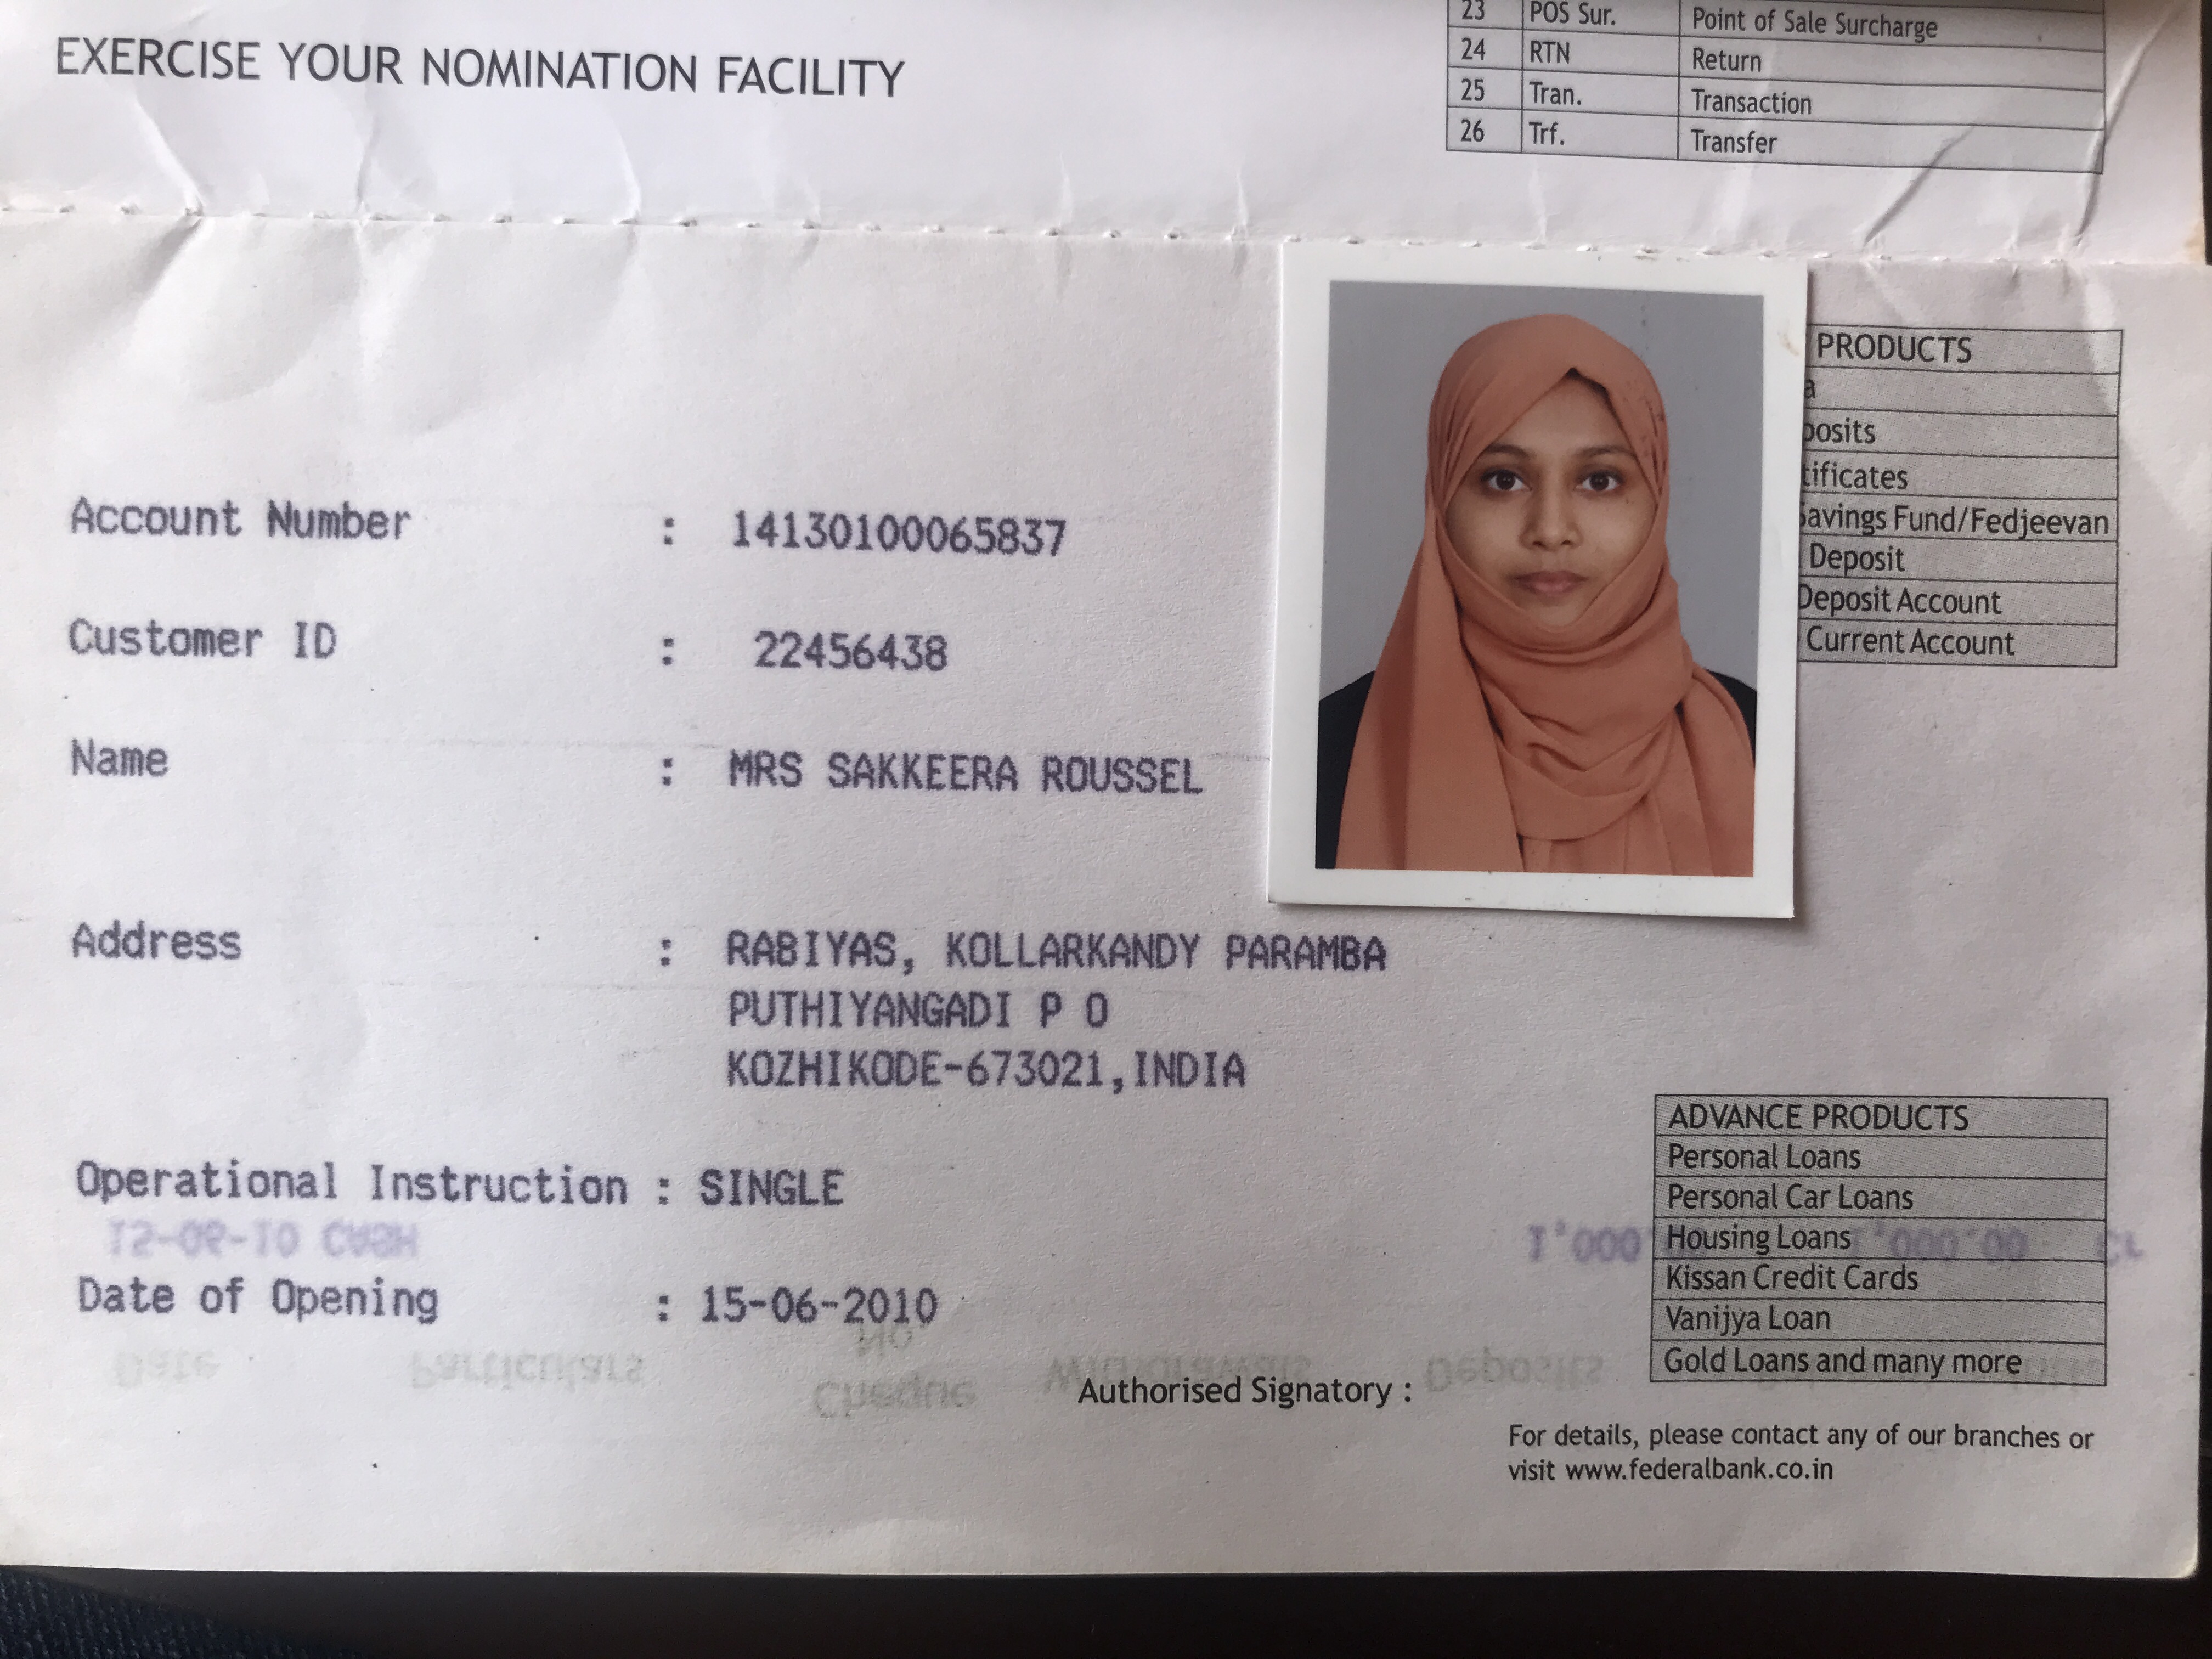 EXERCISE YOUR NOMINATION FACILITY
23 POS Sur. Point of Sale Surcharge
24 RTN Return
25 Tran. Transaction
26 Trf. Transfer
Account Number : 14130100065837
Customer ID : 22456438
Name : MRS SAKKEERA ROUSSEL
Address : RABIYAS, KOLLARKANDY PARAMBA
PUTHIYANGADI P O
KOZHIKODE-673021,INDIA
Operational Instruction : SINGLE
Date of Opening : 15-06-2010
Authorised Signatory :
PRODUCTS
a
posits
tificates
avings Fund/Fedjeevan
Deposit
Deposit Account
Current Account
ADVANCE PRODUCTS
Personal Loans
Personal Car Loans
Housing Loans
Kissan Credit Cards
Vanijya Loan
Gold Loans and many more
For details, please contact any of our branches or
visit www.federalbank.co.in